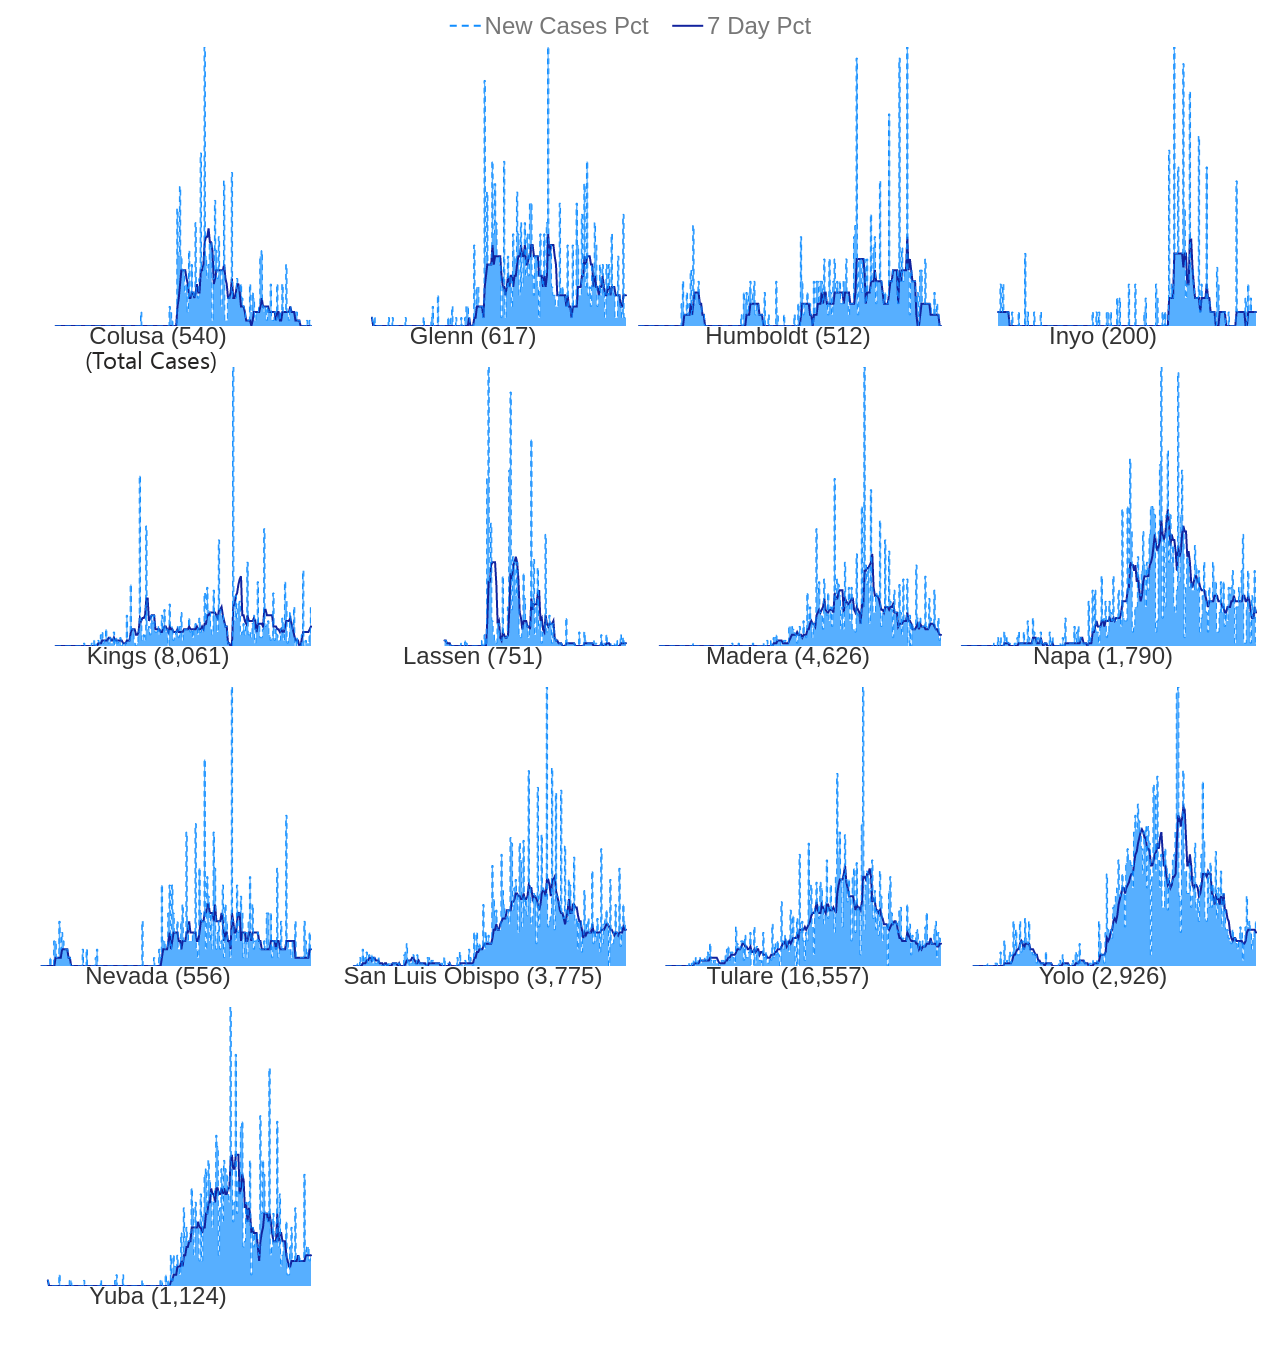 New Cases Pct 7 Day Pct
Colusa (540) Glenn (617) Humboldt (512) Inyo (200)
(Total Cases)
Kings (8,061) Lassen (751) Madera (4,626) Napa (1,790)
Nevada (556) San Luis Obispo (3,775) Tulare (16,557) Yolo (2,926)
Yuba (1,124)